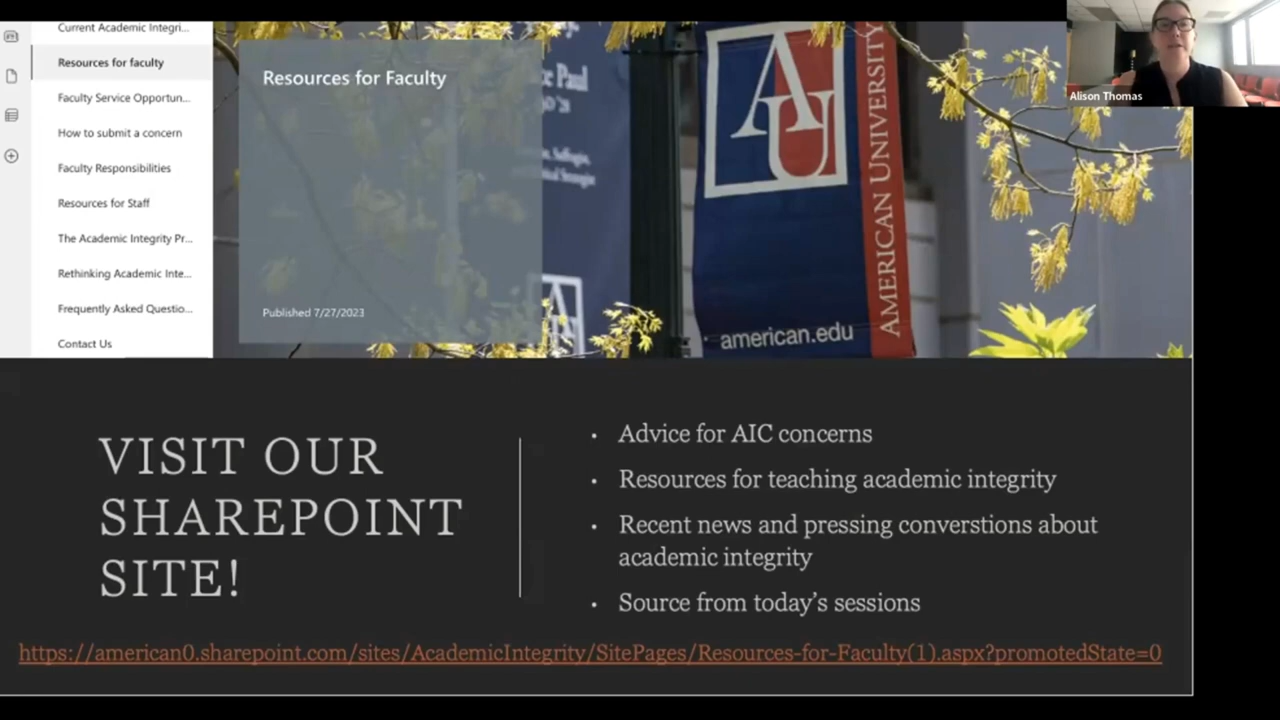 Current Academic Integri...
Resources for faculty
Faculty Service Opportun...
How to submit a concern
Faculty Responsibilities
Resources for Staff
The Academic Integrity Pr...
Rethinking Academic Inte...
Frequently Asked Questio...
Contact Us
Resources for Faculty
Published 7/27/2023
Paul
AU
AMERICAN UNIVERSITY
american.edu
Alison Thomas
VISIT OUR
SHAREPOINT
SITE!
• Advice for AIC concerns
• Resources for teaching academic integrity
• Recent news and pressing converstions about
academic integrity
• Source from today's sessions
https://american0.sharepoint.com/sites/AcademicIntegrity/SitePages/Resources-for-Faculty(1).aspx?promotedState=0